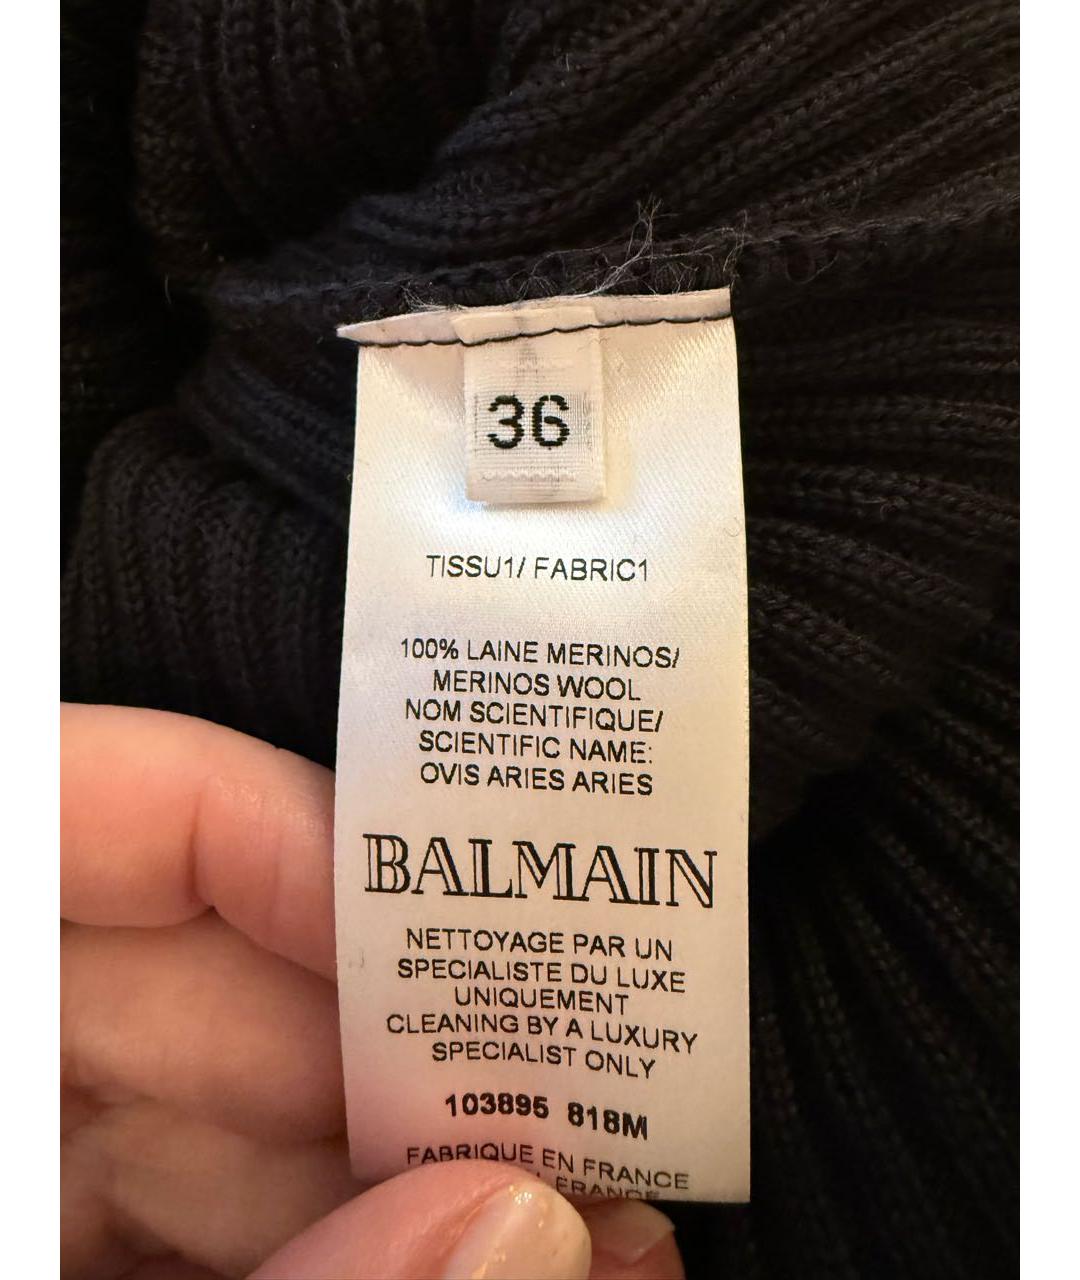 36
TISSU1/ FABRIC1
100% LAINE MERINOS/
MERINOS WOOL
NOM SCIENTIFIQUE/
SCIENTIFIC NAME:
OVIS ARIES ARIES
BALMAIN
NETTOYAGE PAR UN
SPECIALISTE DU LUXE
UNIQUEMENT
CLEANING BY A LUXURY
SPECIALIST ONLY
103895 818M
FABRIQUE EN FRANCE
FRANCE